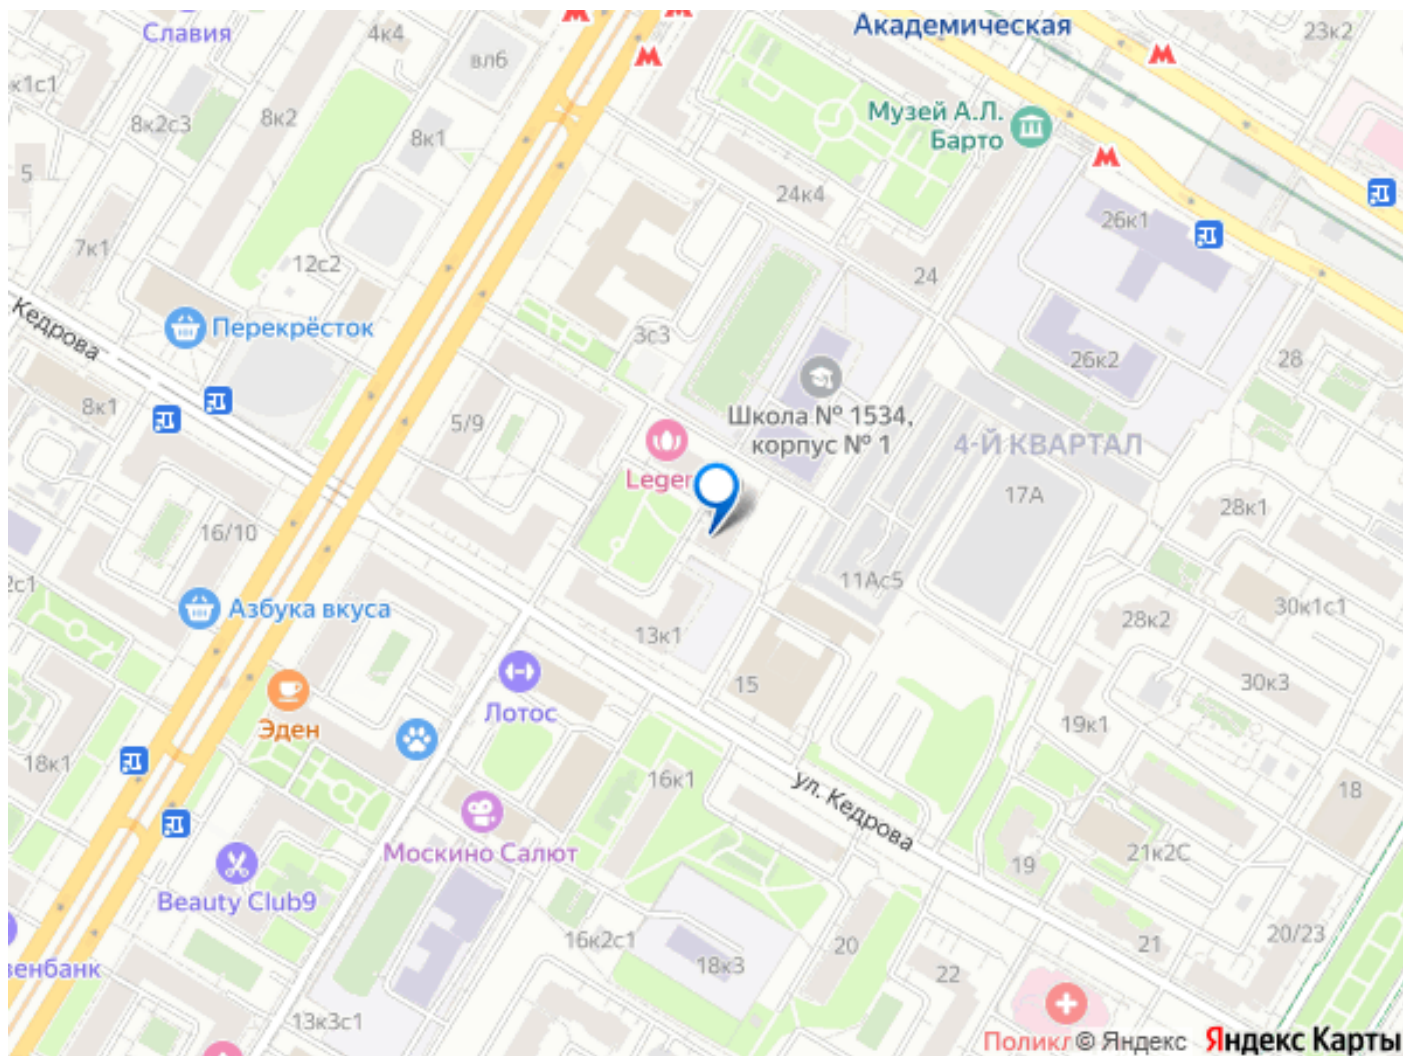 Славия
4к4
вл6
Академическая
23к2
к1с1
8к2с3
8к2
8к1
Музей А.Л.
Барто
5
24к4
26к1
7к1
12с2
24
Кедрова
Перекрёсток
3с3
26к2
28
8к1
5/9
Школа № 1534,
корпус № 1
4-Й КВАРТАЛ
Leger
17А
28к1
16/10
2с1
11Ас5
Азбука вкуса
30к1с1
13к1
28к2
15
30к3
Лотос
Эден
19к1
18к1
16к1
ул. Кедрова
18
Москино Салют
21к2С
19
Beauty Club9
16к2с1
20
21
20/23
зенбанк
18к3
22
13к3с1
Поликл
© Яндекс
Яндекс Карты